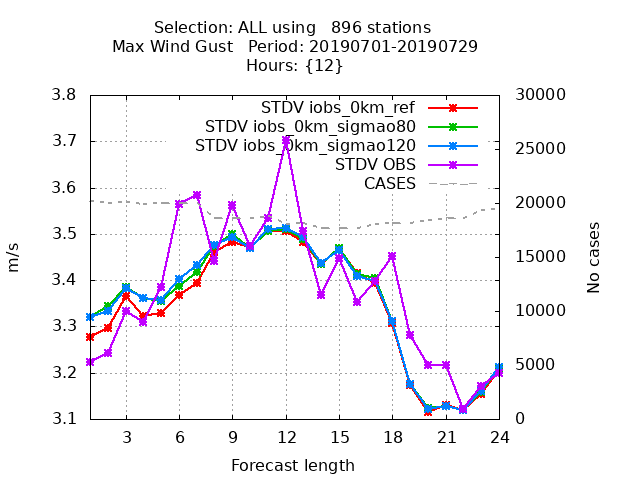 Selection: ALL using   896 stations
Max Wind Gust   Period: 20190701-20190729
Hours: {12}
3.8
3.7
3.6
3.5
3.4
3.3
3.2
3.1
m/s
STDV iobs_0km_ref
STDV iobs_0km_sigmao80
STDV iobs_0km_sigmao120
STDV OBS
CASES
30000
25000
20000
15000
10000
5000
0
No cases
3 6 9 12 15 18 21 24
Forecast length